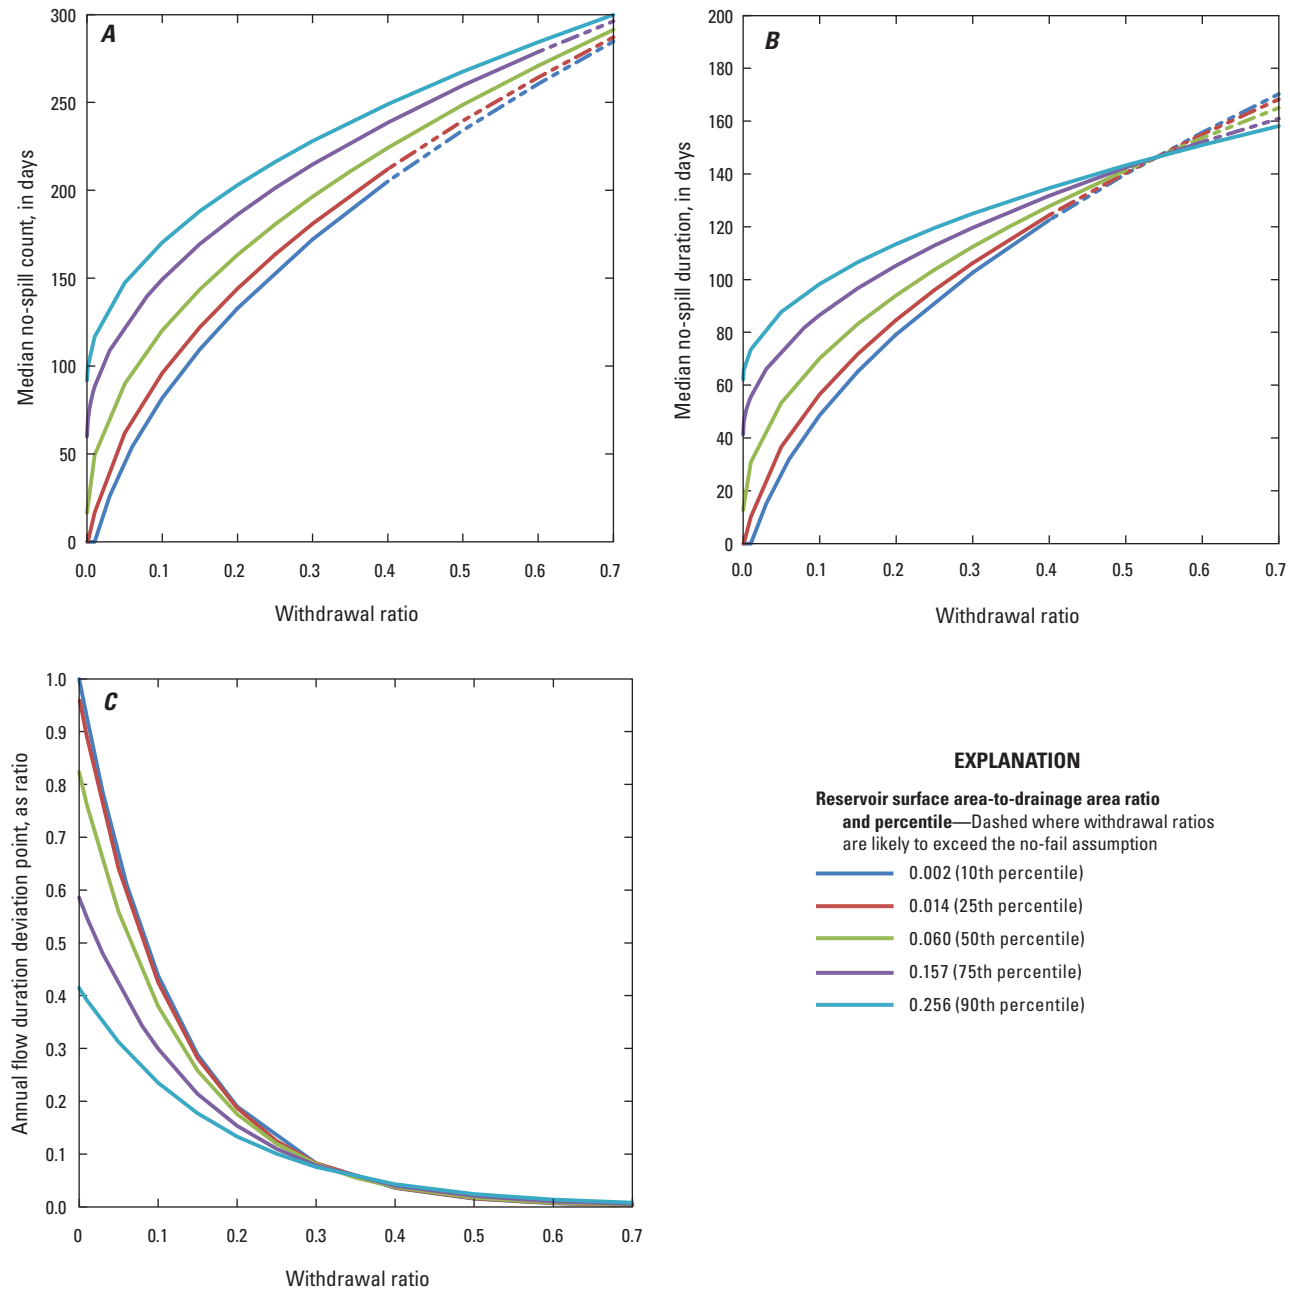 A
Median no-spill count, in days
300
250
200
150
100
50
0
0.0 0.1 0.2 0.3 0.4 0.5 0.6 0.7
Withdrawal ratio
B
Median no-spill duration, in days
200
180
160
140
120
100
80
60
40
20
0
0.0 0.1 0.2 0.3 0.4 0.5 0.6 0.7
Withdrawal ratio
C
Annual flow duration deviation point, as ratio
1.0
0.9
0.8
0.7
0.6
0.5
0.4
0.3
0.2
0.1
0.0
0 0.1 0.2 0.3 0.4 0.5 0.6 0.7
Withdrawal ratio
EXPLANATION
Reservoir surface area-to-drainage area ratio
and percentile—Dashed where withdrawal ratios
are likely to exceed the no-fail assumption
0.002 (10th percentile)
0.014 (25th percentile)
0.060 (50th percentile)
0.157 (75th percentile)
0.256 (90th percentile)